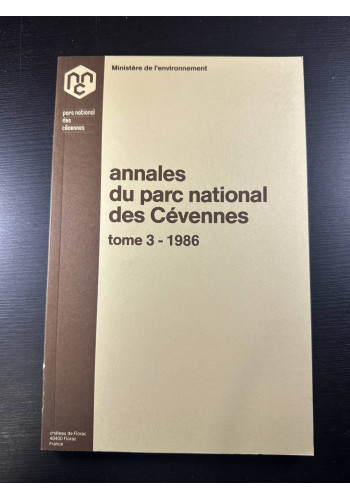 Ministère de l'environnement
parc national
des
cévennes
annales
du parc national
des Cévennes
tome 3 - 1986
château de Florac
48400 Florac
France